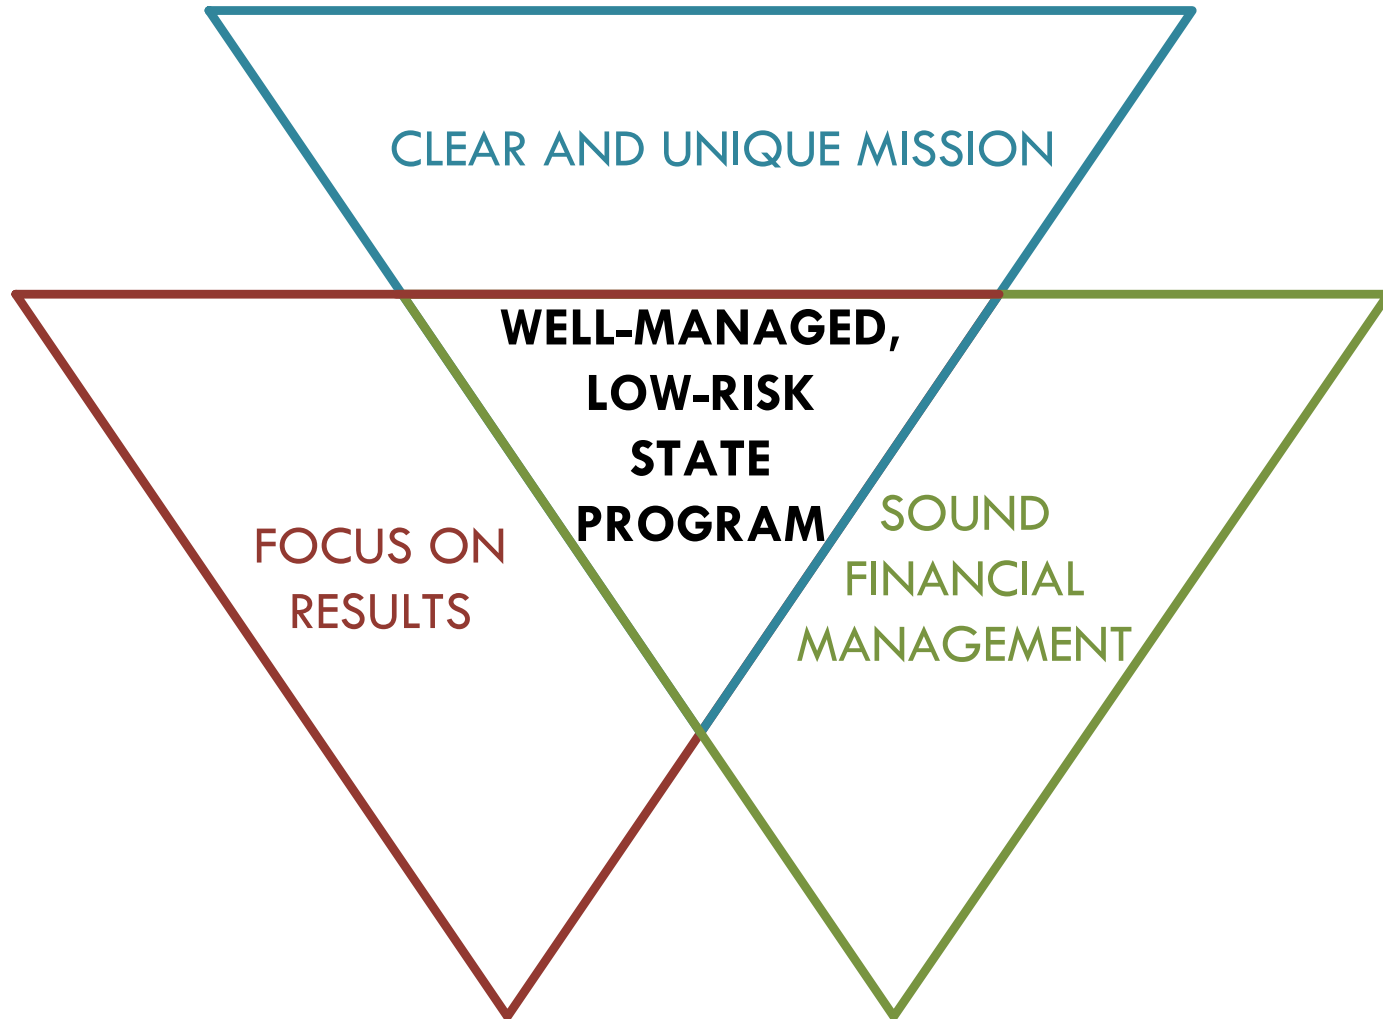 CLEAR AND UNIQUE MISSION
WELL-MANAGED,
LOW-RISK
STATE
PROGRAM
FOCUS ON
RESULTS
SOUND
FINANCIAL
MANAGEMENT